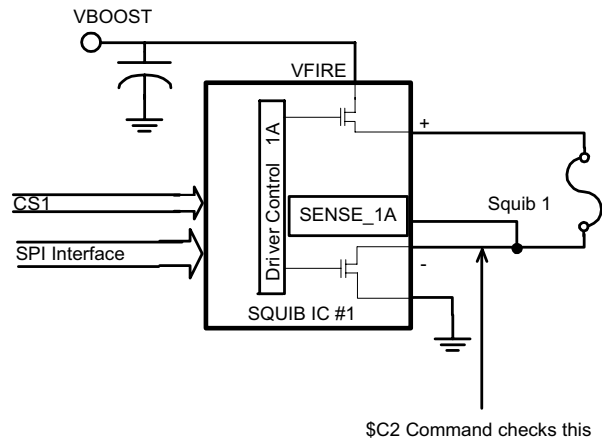 VBOOST
VFIRE
Driver Control 1A
+
CS1
SENSE_1A
Squib 1
SPI Interface
-
SQUIB IC #1
$C2 Command checks this